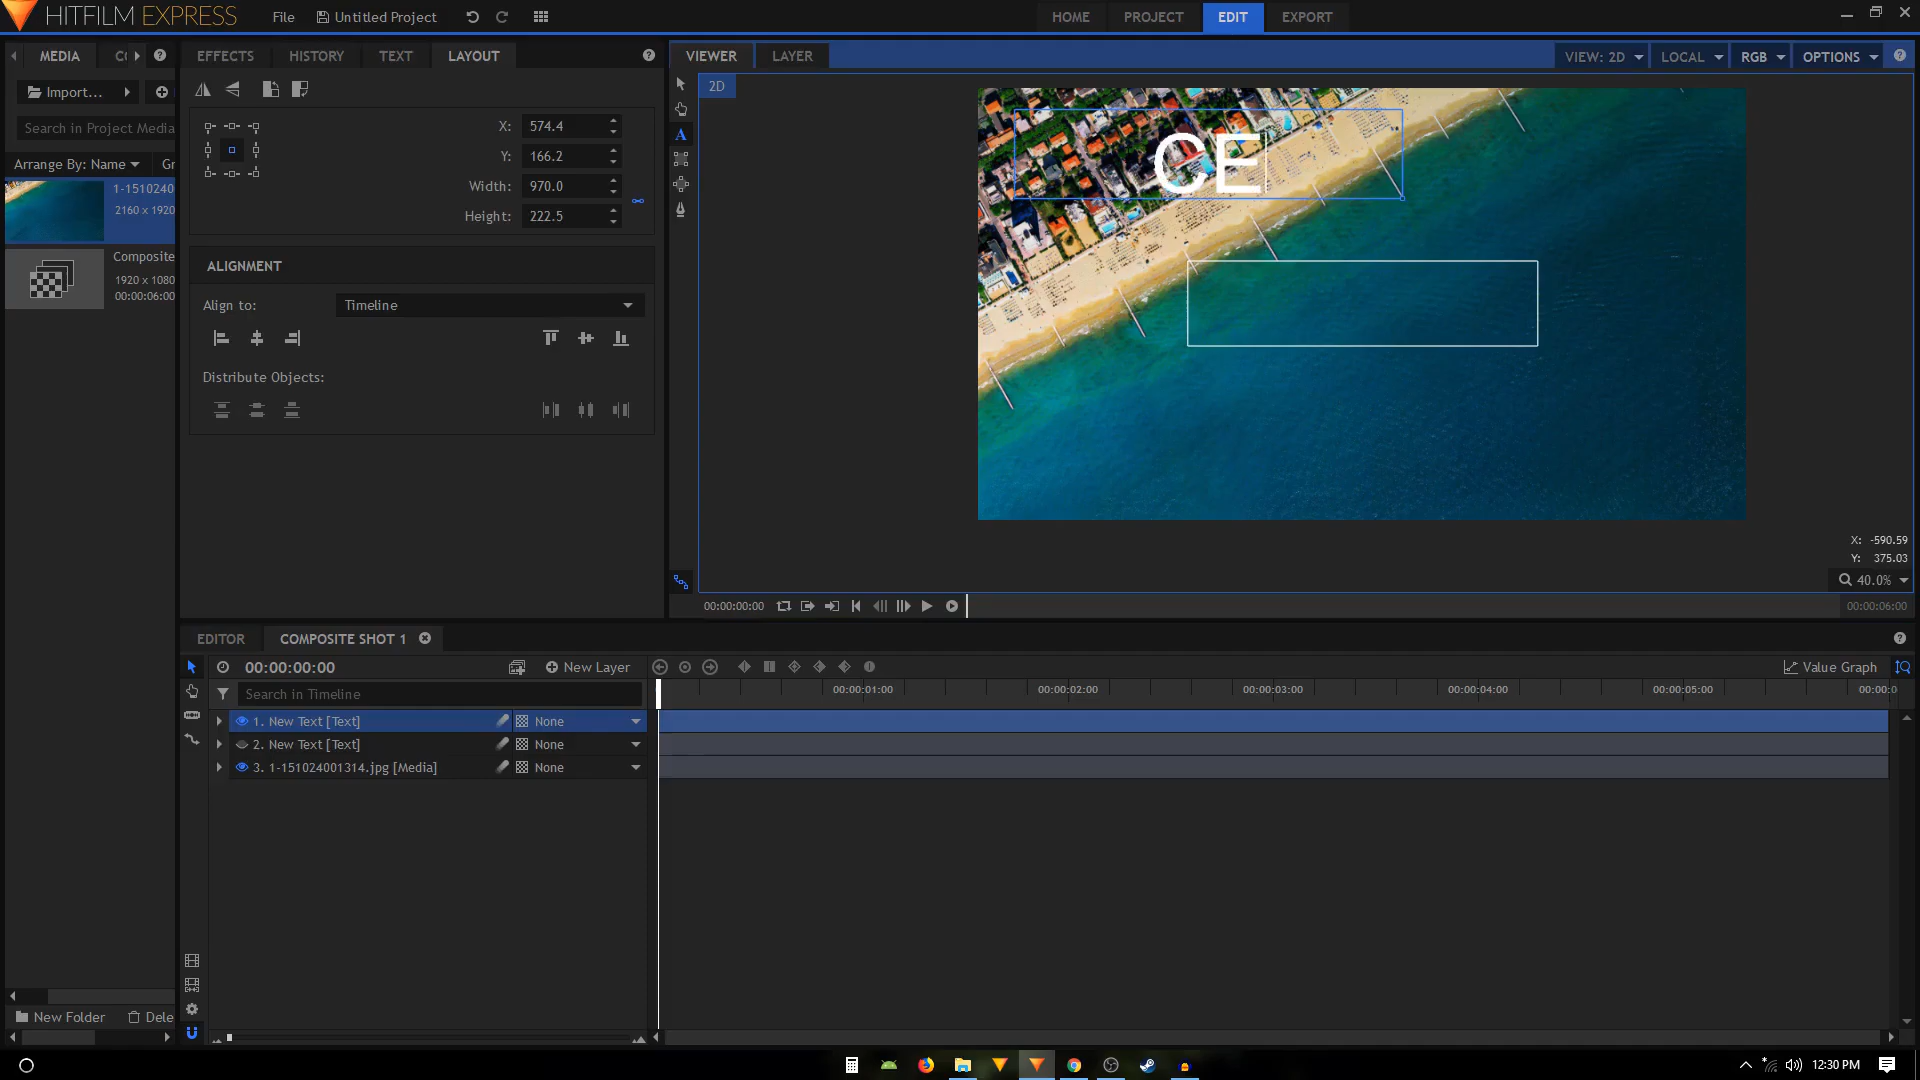 HITFILM EXPRESS File Untitled Project HOME PROJECT EDIT EXPORT
MEDIA EFFECTS HISTORY TEXT LAYOUT VIEWER LAYER VIEW: 2D LOCAL RGB OPTIONS
2D
Import...
Search in Project Media
Arrange By: Name
1-151024
2160 x 1920
Composite
1920 x 1080
00:00:06:00
X: 574.4
Y: 166.2
Width: 970.0
Height: 222.5
ALIGNMENT
Align to: Timeline
Distribute Objects:
CE
X: -590.59
Y: 375.03
40.0%
00:00:00:00 00:00:06:00
EDITOR COMPOSITE SHOT 1
00:00:00:00 New Layer Value Graph
Search in Timeline 00:00:01:00 00:00:02:00 00:00:03:00 00:00:04:00 00:00:05:00 00:00:0
1. New Text [Text] None
2. New Text [Text] None
3. 1-151024001314.jpg [Media] None
New Folder Dele
12:30 PM